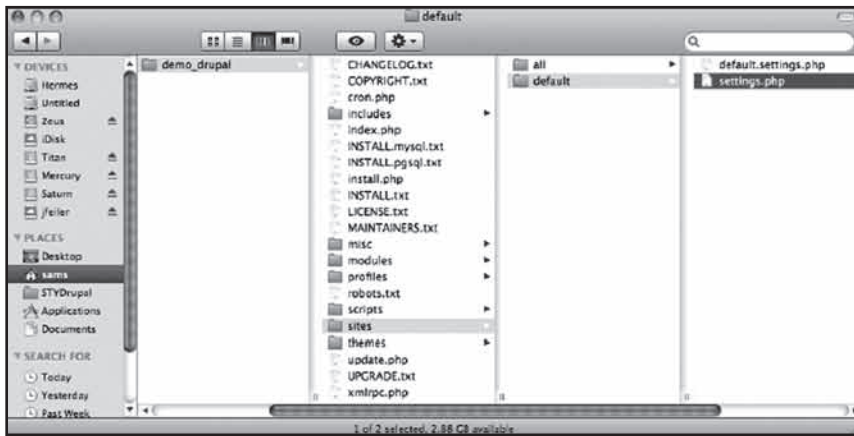 default
DEVICES
Hermes
Untitled
Zeus
iDisk
Titan
Mercury
Saturn
jfeiler
PLACES
Desktop
sams
STYDrupal
Applications
Documents
SEARCH FOR
Today
Yesterday
Past Week
demo_drupal
CHANGELOG.txt
COPYRIGHT.txt
cron.php
includes
index.php
INSTALL.mysql.txt
INSTALL.pgsql.txt
install.php
INSTALL.txt
LICENSE.txt
MAINTAINERS.txt
misc
modules
profiles
robots.txt
scripts
sites
themes
update.php
UPGRADE.txt
xmlrpc.php
all
default
default.settings.php
settings.php
1 of 2 selected, 2.88 GB available